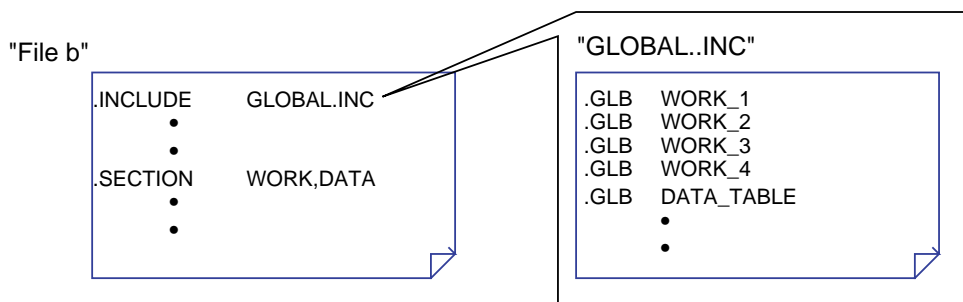 "File b"
.INCLUDE GLOBAL.INC
•
•
.SECTION WORK,DATA
•
•
"GLOBAL..INC"
.GLB WORK_1
.GLB WORK_2
.GLB WORK_3
.GLB WORK_4
.GLB DATA_TABLE
•
•